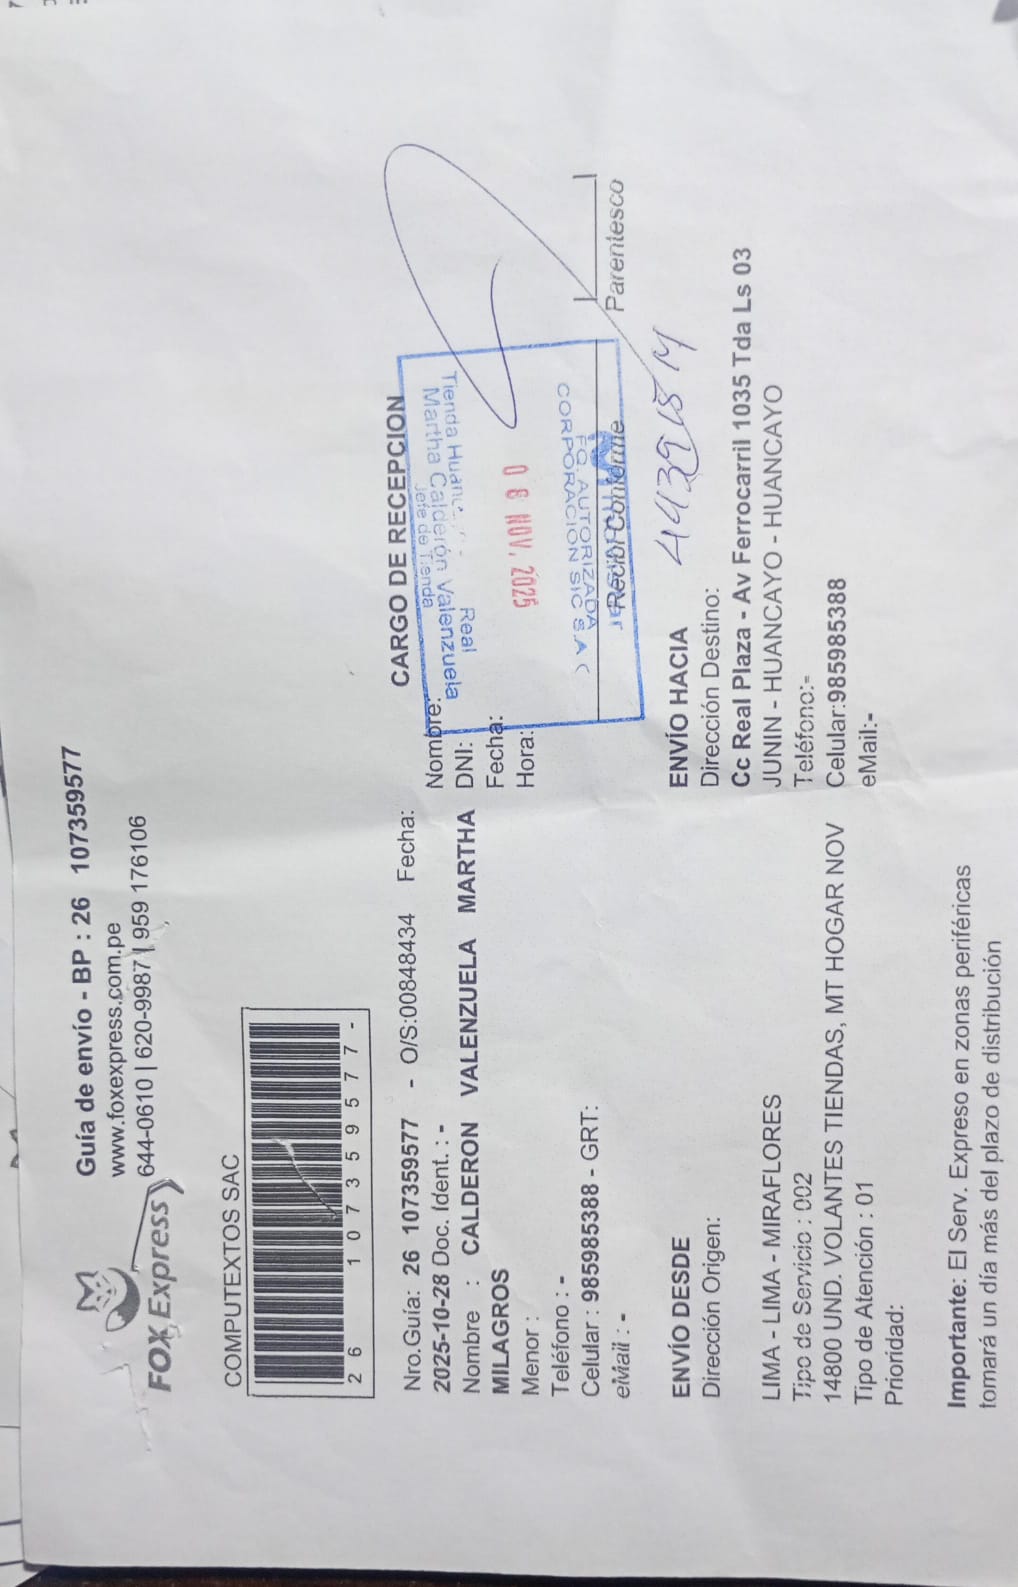 FOX Express
Guía de envío - BP : 26 107359577
www.foxexpress.com.pe
644-0610 | 620-9987 | 959 176106
COMPUTEXTOS SAC
2 6 1 0 7 3 5 9 5 7 7 -
Nro.Guía: 26 107359577 - O/S:00848434 Fecha:
2025-10-28 Doc. Ident. : -
Nombre : CALDERON VALENZUELA MARTHA
MILAGROS
Menor :
Teléfono : -
Celular : 985985388 - GRT:
eMail : -
CARGO DE RECEPCION
Nombre:
DNI:
Fecha:
Hora:
Tienda Real
Martha Calderón Valenzuela
Jefe de Tienda
0 8 NOV. 2025
FQ. AUTORIZADA
CORPORACION SIC S.A C
Recibí Conforme
Parentesco
ENVÍO DESDE
Dirección Origen:
LIMA - LIMA - MIRAFLORES
Tipo de Servicio : 002
14800 UND. VOLANTES TIENDAS, MT HOGAR NOV
Tipo de Atención : 01
Prioridad:
ENVÍO HACIA
Dirección Destino:
Cc Real Plaza - Av Ferrocarril 1035 Tda Ls 03
JUNIN - HUANCAYO - HUANCAYO
Teléfono:-
Celular:985985388
eMail:-
Importante: El Serv. Expreso en zonas periféricas
tomará un día más del plazo de distribución